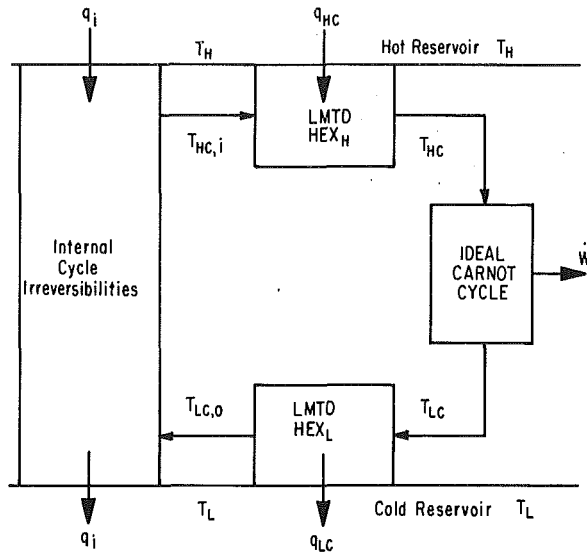 q_i
q_HC
T_H
Hot Reservoir T_H
LMTD
HEX_H
T_HC,i
T_HC
Internal
Cycle
Irreversibilities
IDEAL
CARNOT
CYCLE
Ẇ
T_LC,O
LMTD
HEX_L
T_LC
T_L
Cold Reservoir T_L
q_i
q_LC